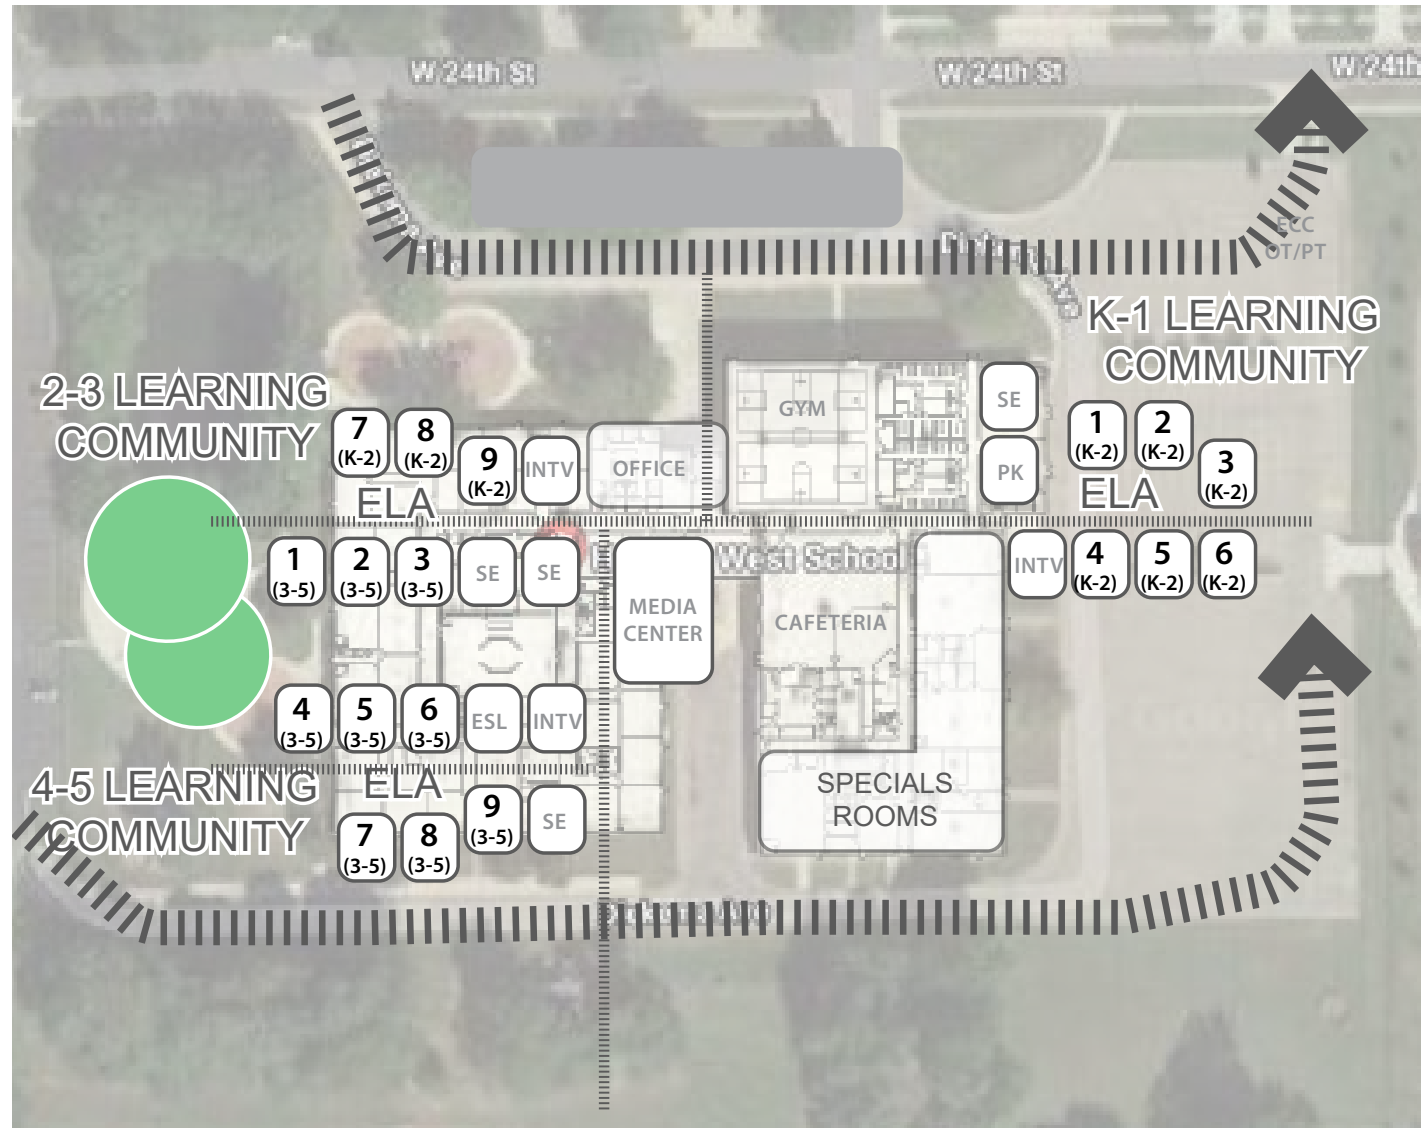 W 24th St
W 24th St
W 24th
ECC
OT/PT
K-1 LEARNING
COMMUNITY
2-3 LEARNING
COMMUNITY
7
(K-2)
8
(K-2)
9
(K-2)
INTV
OFFICE
GYM
SE
PK
1
(K-2)
2
(K-2)
3
(K-2)
ELA
ELA
1
(3-5)
2
(3-5)
3
(3-5)
SE
SE
MEDIA
CENTER
West School
CAFETERIA
INTV
4
(K-2)
5
(K-2)
6
(K-2)
4
(3-5)
5
(3-5)
6
(3-5)
ESL
INTV
4-5 LEARNING
COMMUNITY
ELA
7
(3-5)
8
(3-5)
9
(3-5)
SE
SPECIALS
ROOMS